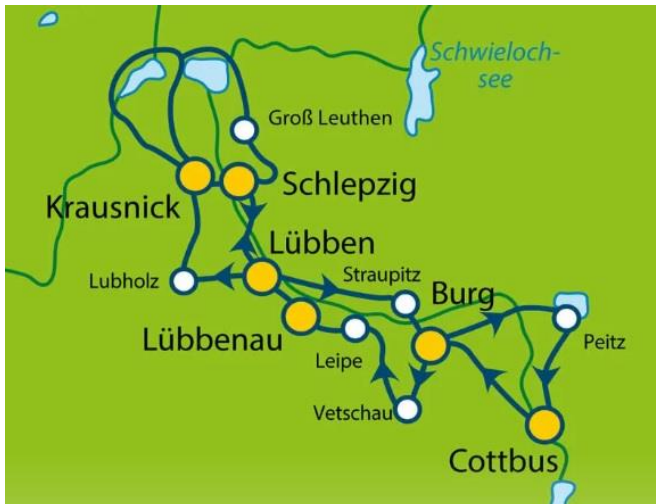 Schwieloch-
see
Groß Leuthen
Schlepzig
Krausnick
Lübben
Lubholz
Straupitz
Burg
Lübbenau
Leipe
Peitz
Vetschau
Cottbus